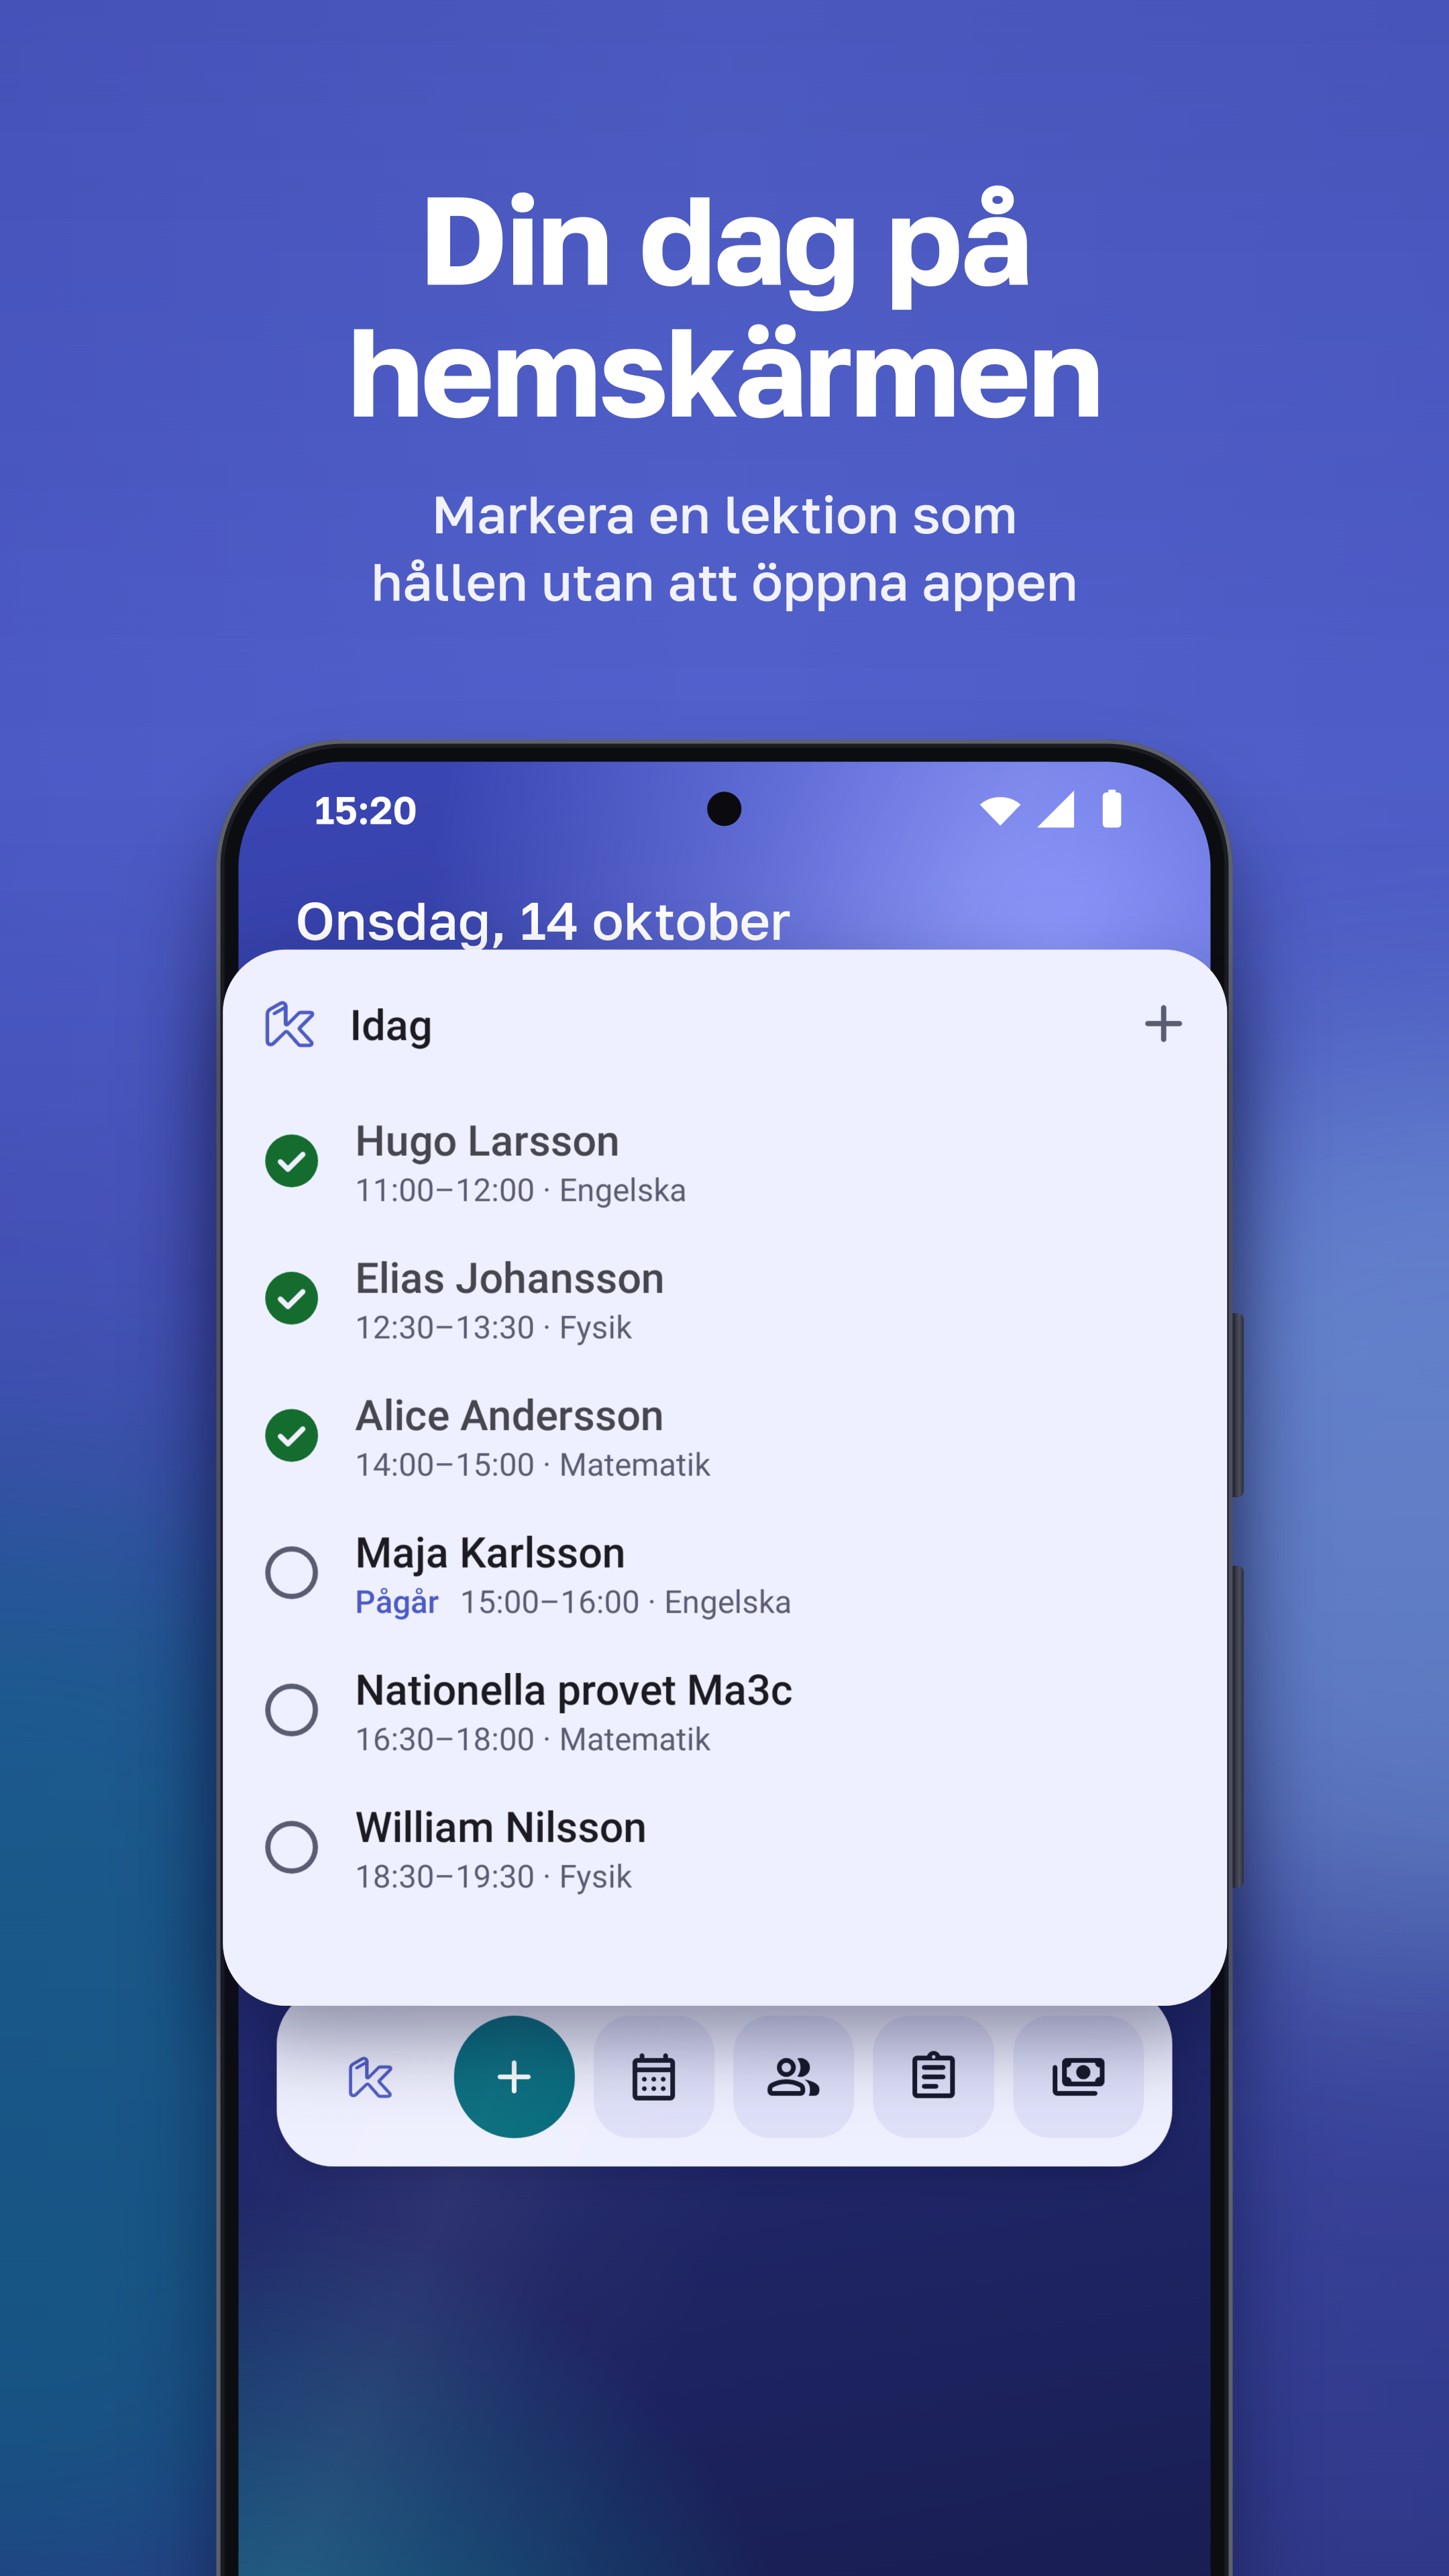 Din dag på
hemskärmen
Markera en lektion som
hållen utan att öppna appen
15:20
Onsdag, 14 oktober
Idag
Hugo Larsson
11:00–12:00 · Engelska
Elias Johansson
12:30–13:30 · Fysik
Alice Andersson
14:00–15:00 · Matematik
Maja Karlsson
Pågår 15:00–16:00 · Engelska
Nationella provet Ma3c
16:30–18:00 · Matematik
William Nilsson
18:30–19:30 · Fysik